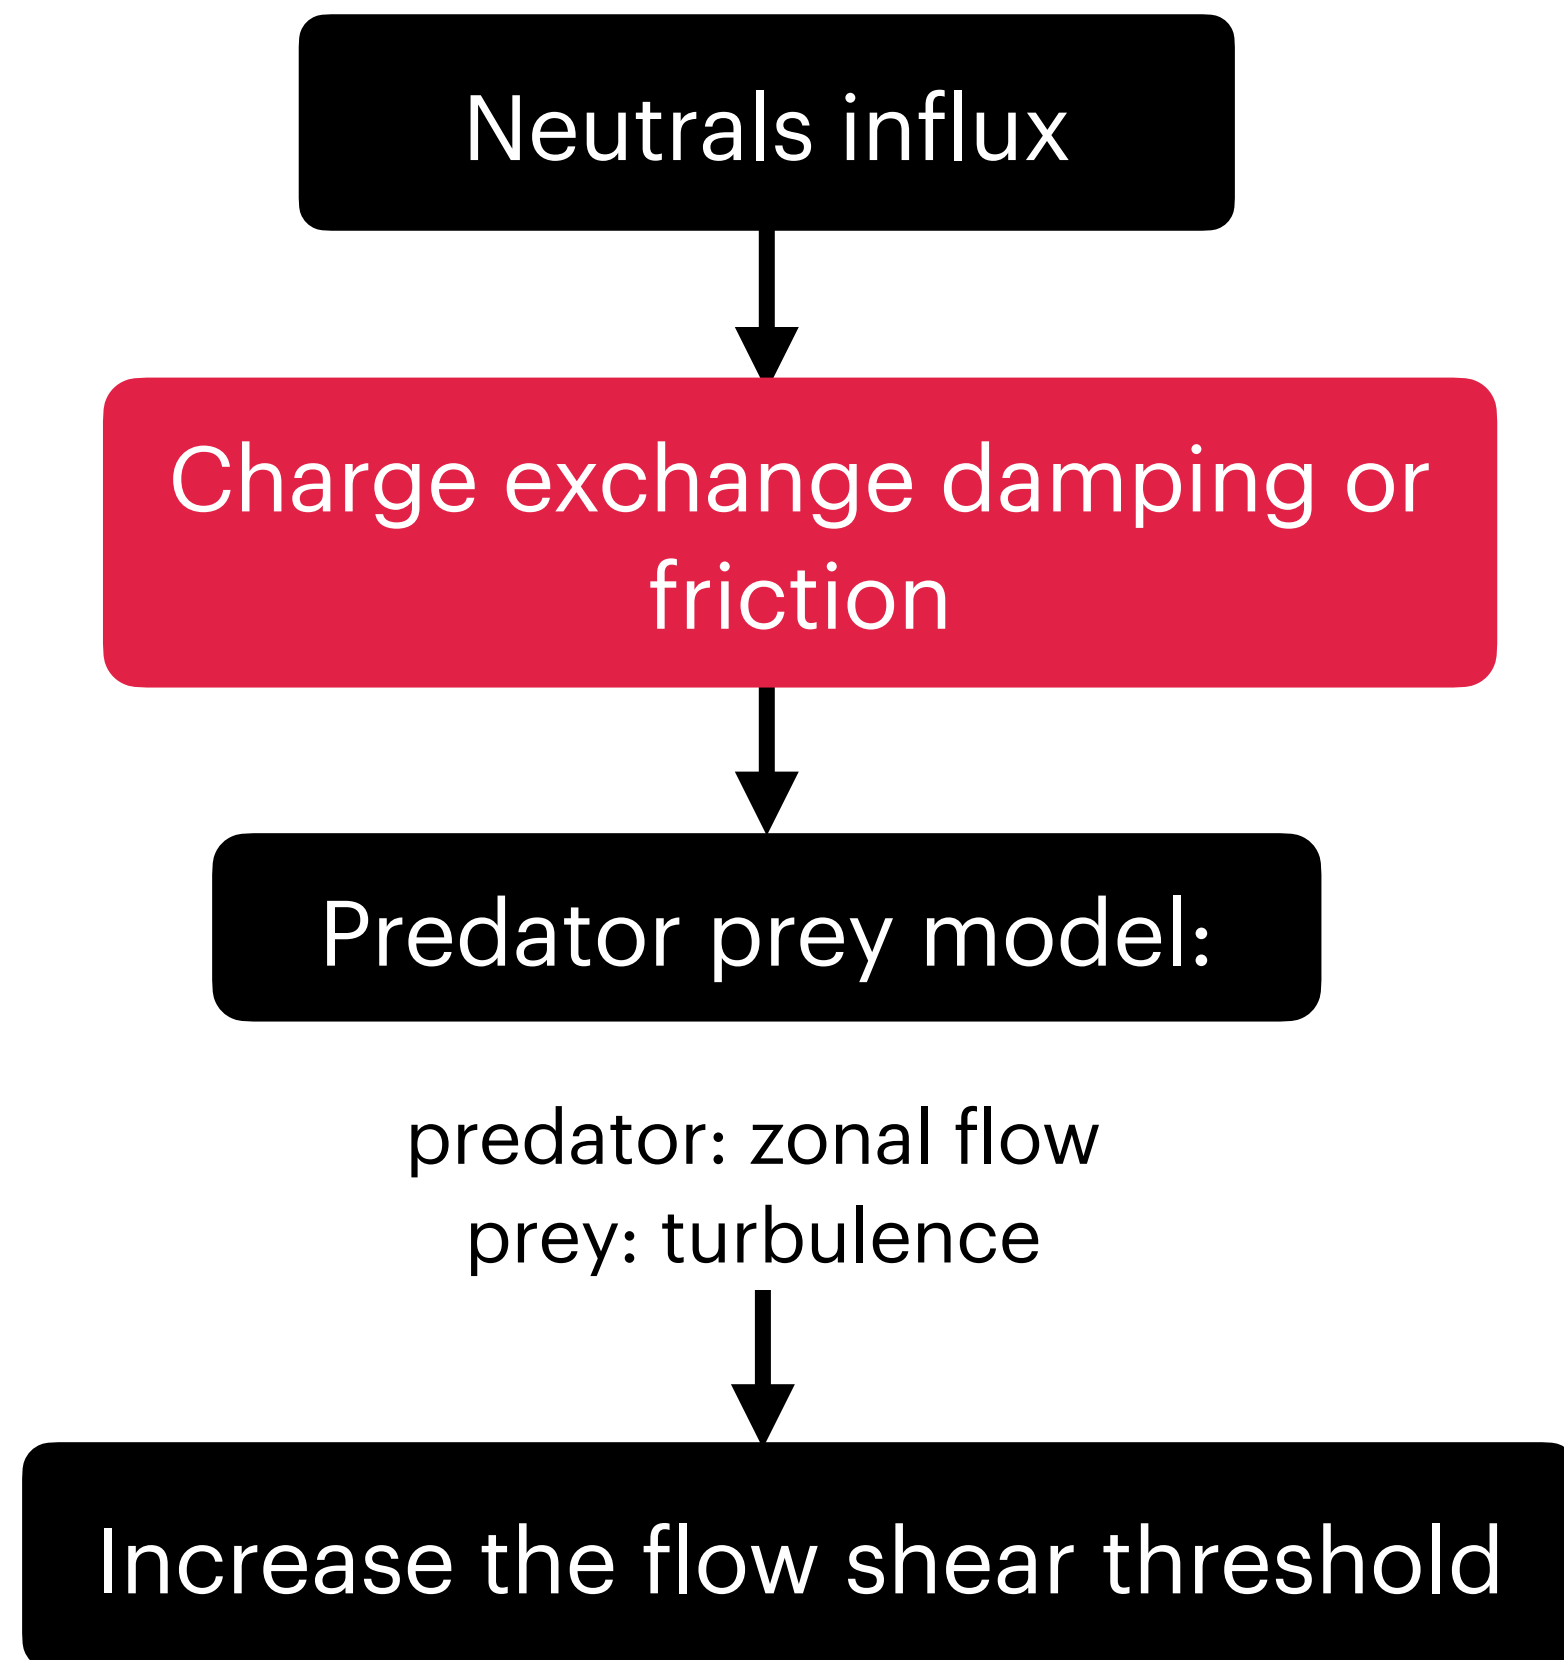 Neutrals influx
Charge exchange damping or
friction
Predator prey model:
predator: zonal flow
prey: turbulence
Increase the flow shear threshold